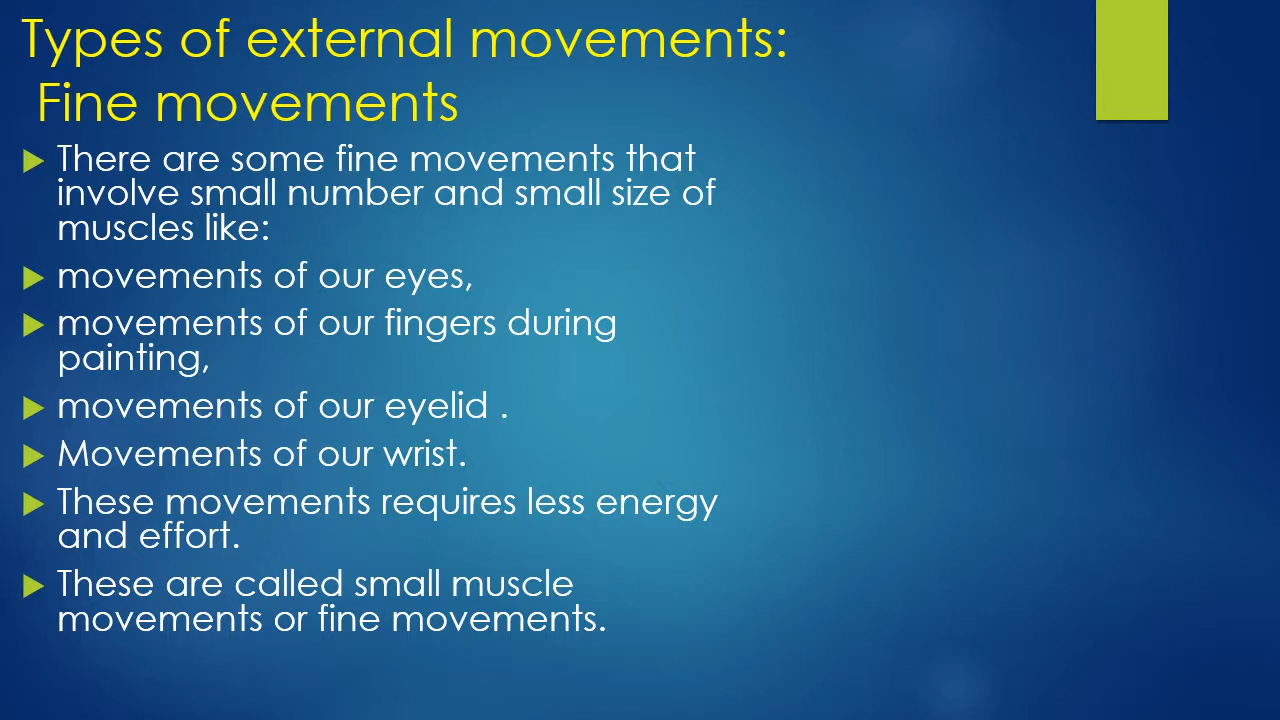 Types of external movements:
Fine movements
There are some fine movements that
involve small number and small size of
muscles like:
movements of our eyes,
movements of our fingers during
painting,
movements of our eyelid .
Movements of our wrist.
These movements requires less energy
and effort.
These are called small muscle
movements or fine movements.